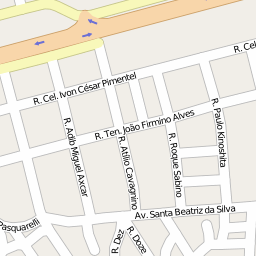 R. Cel
R. Cel. Ivon César Pimentel
R. Ten. João Firmino Alves
R. Paulo Kinoshita
R. Adio Miguel Axcar
R. Atílio Cavagnino
R. Roque Sabino
Av. Santa Beatriz da Silva
Pasquarelli
R. Dez
R. Doze